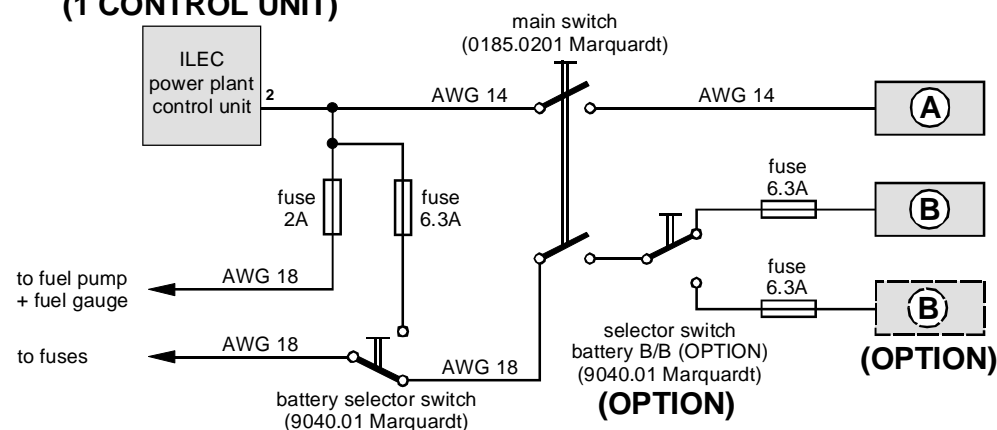 (1 CONTROL UNIT)
main switch
(0185.0201 Marquardt)
ILEC
power plant
control unit
2
AWG 14
AWG 14
A
fuse
2A
fuse
6.3A
fuse
6.3A
B
to fuel pump
+ fuel gauge
AWG 18
fuse
6.3A
B
(OPTION)
to fuses
AWG 18
AWG 18
selector switch
battery B/B (OPTION)
(9040.01 Marquardt)
(OPTION)
battery selector switch
(9040.01 Marquardt)